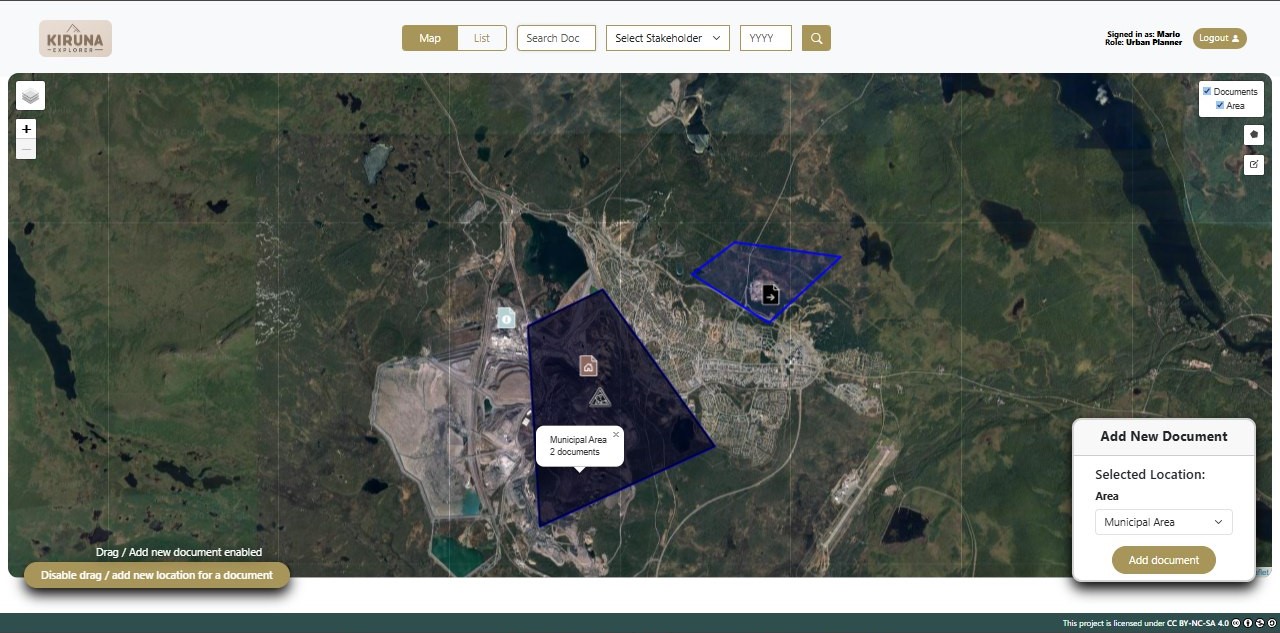 KIRUNA
EXPLORER
Map
List
Search Doc
Select Stakeholder
YYYY
Signed in as: Mario
Role: Urban Planner
Logout
Documents
Area
+
−
Municipal Area
2 documents
×
Drag / Add new document enabled
Disable drag / add new location for a document
Add New Document
Selected Location:
Area
Municipal Area
Add document
This project is licensed under CC BY-NC-SA 4.0